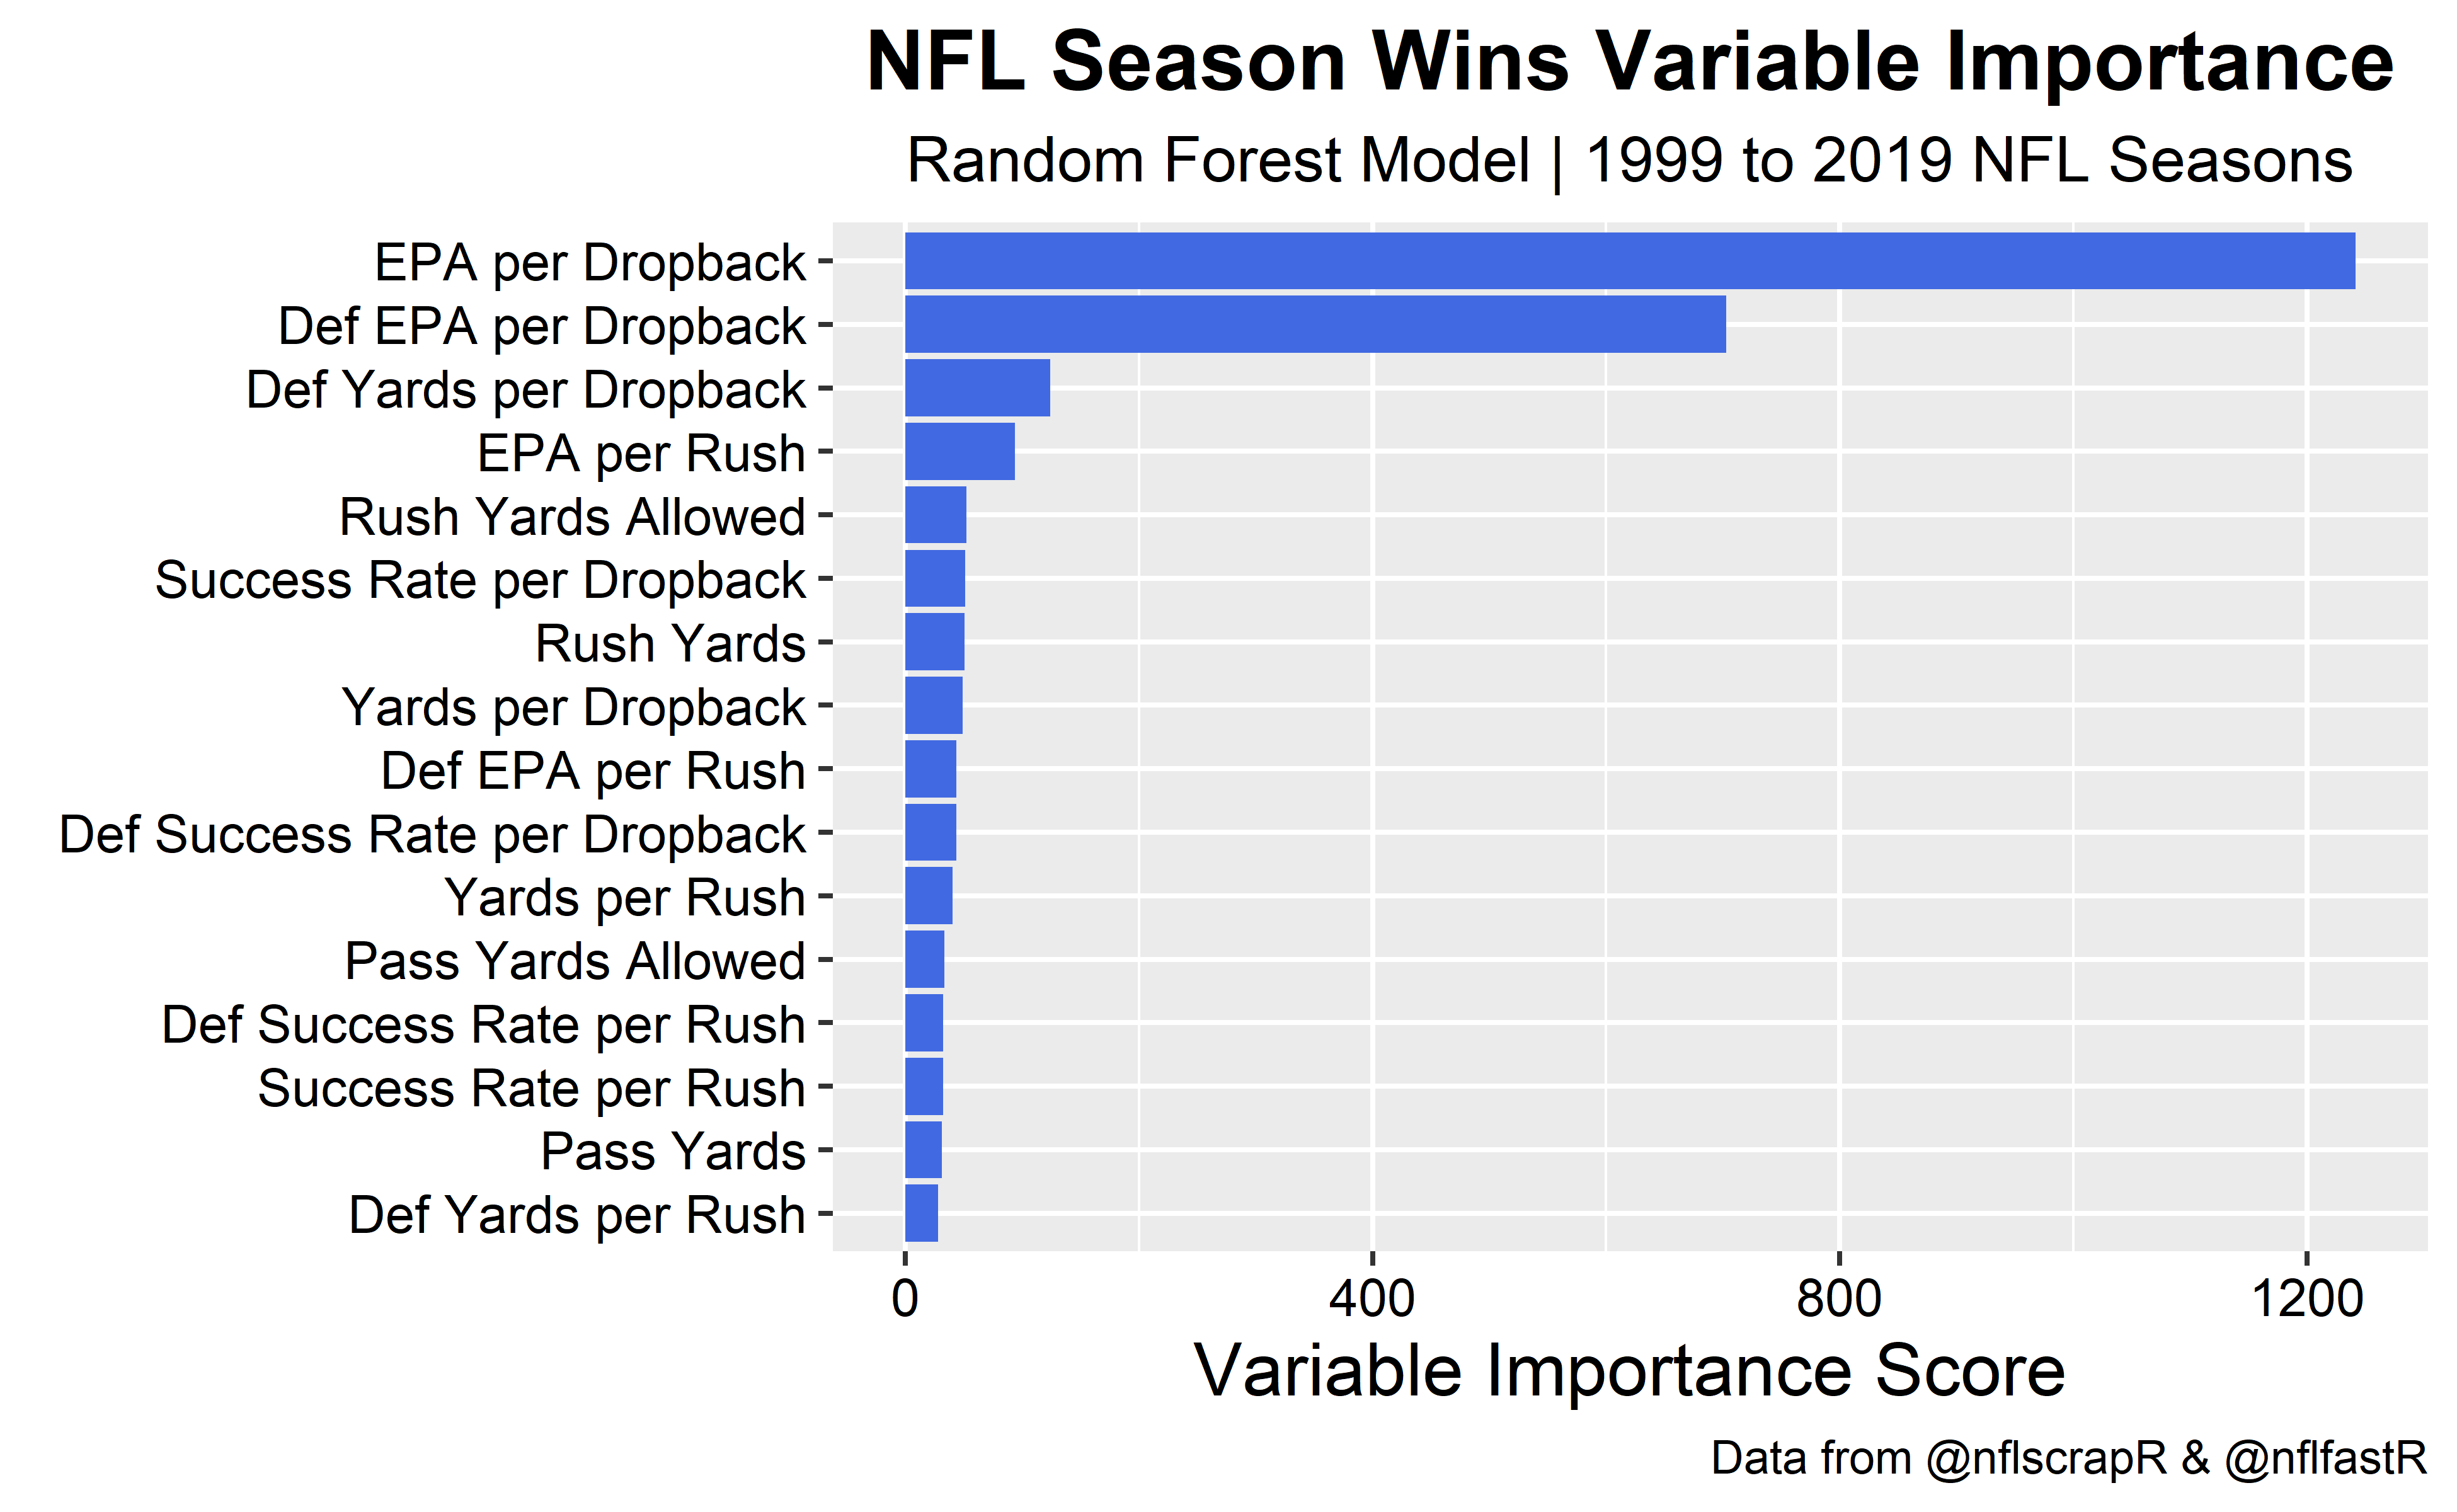 NFL Season Wins Variable Importance
Random Forest Model | 1999 to 2019 NFL Seasons
EPA per Dropback
Def EPA per Dropback
Def Yards per Dropback
EPA per Rush
Rush Yards Allowed
Success Rate per Dropback
Rush Yards
Yards per Dropback
Def EPA per Rush
Def Success Rate per Dropback
Yards per Rush
Pass Yards Allowed
Def Success Rate per Rush
Success Rate per Rush
Pass Yards
Def Yards per Rush
0 400 800 1200
Variable Importance Score
Data from @nflscrapR & @nflfastR